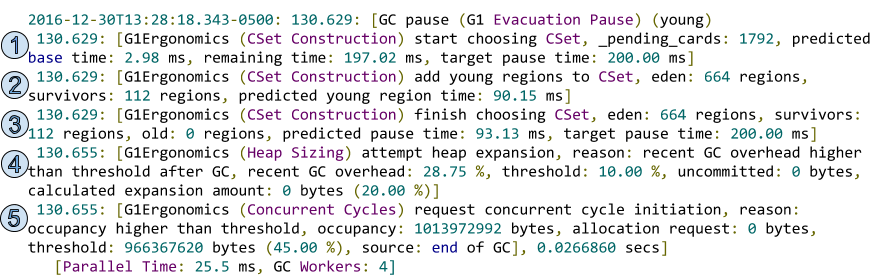 2016-12-30T13:28:18.343-0500: 130.629: [GC pause (G1 Evacuation Pause) (young)
1 130.629: [G1Ergonomics (CSet Construction) start choosing CSet, _pending_cards: 1792, predicted
base time: 2.98 ms, remaining time: 197.02 ms, target pause time: 200.00 ms]
2 130.629: [G1Ergonomics (CSet Construction) add young regions to CSet, eden: 664 regions,
survivors: 112 regions, predicted young region time: 90.15 ms]
3 130.629: [G1Ergonomics (CSet Construction) finish choosing CSet, eden: 664 regions, survivors:
112 regions, old: 0 regions, predicted pause time: 93.13 ms, target pause time: 200.00 ms]
4 130.655: [G1Ergonomics (Heap Sizing) attempt heap expansion, reason: recent GC overhead higher
than threshold after GC, recent GC overhead: 28.75 %, threshold: 10.00 %, uncommitted: 0 bytes,
calculated expansion amount: 0 bytes (20.00 %)]
5 130.655: [G1Ergonomics (Concurrent Cycles) request concurrent cycle initiation, reason:
occupancy higher than threshold, occupancy: 1013972992 bytes, allocation request: 0 bytes,
threshold: 966367620 bytes (45.00 %), source: end of GC], 0.0266860 secs]
[Parallel Time: 25.5 ms, GC Workers: 4]